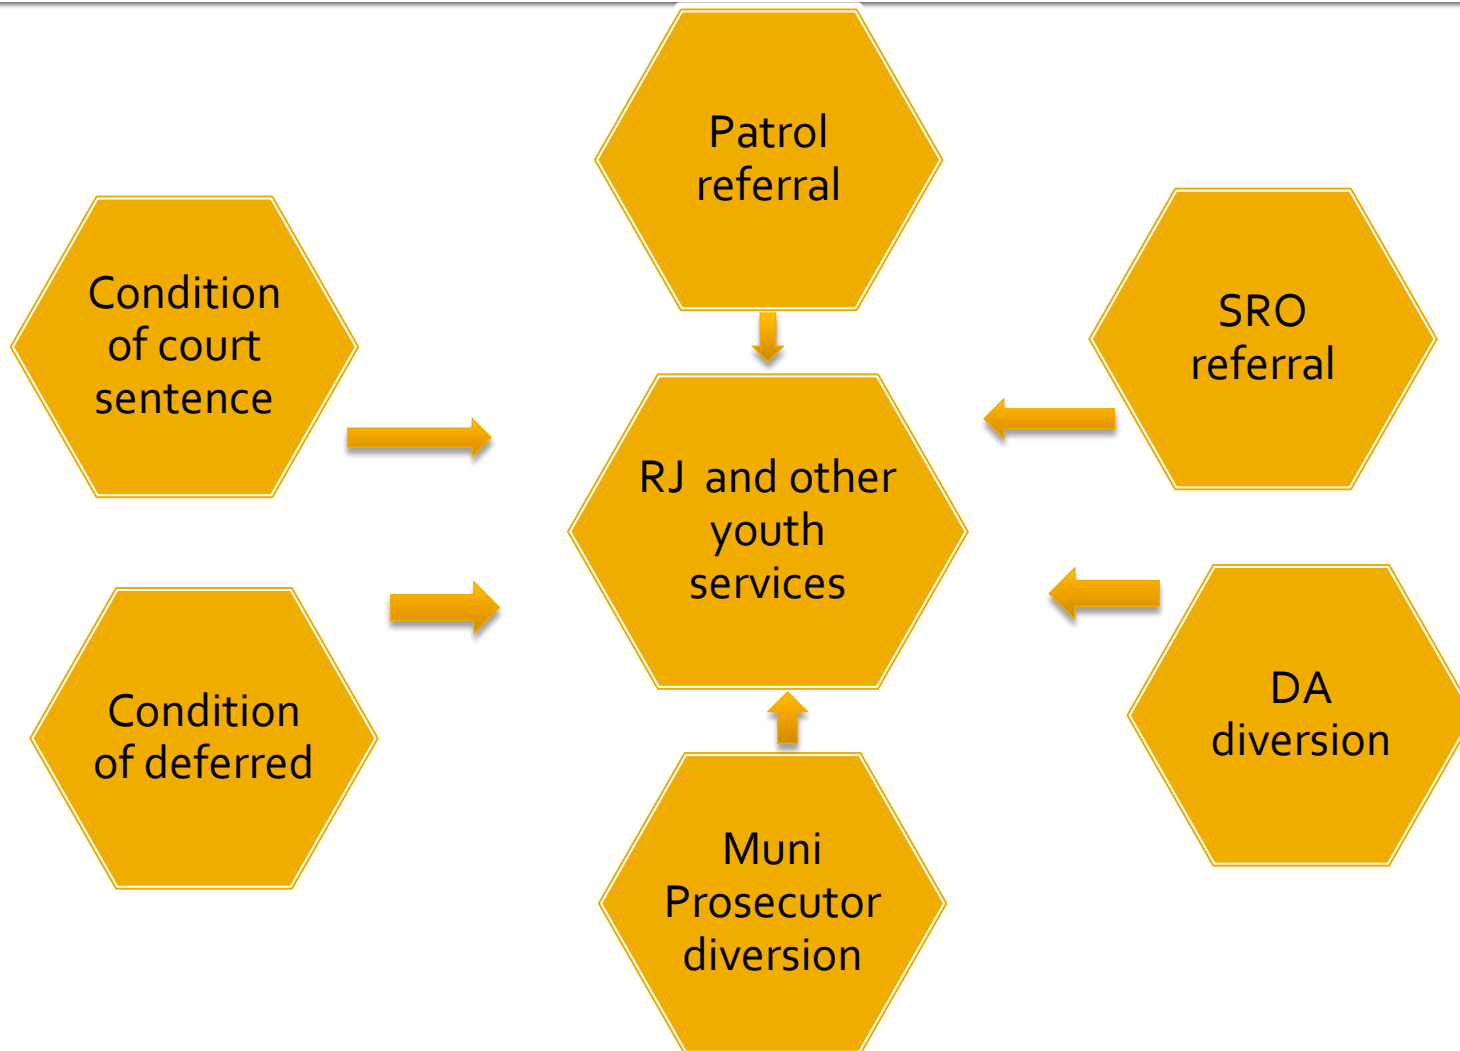 Patrol
referral
Condition
of court
sentence
SRO
referral
RJ and other
youth
services
Condition
of deferred
DA
diversion
Muni
Prosecutor
diversion